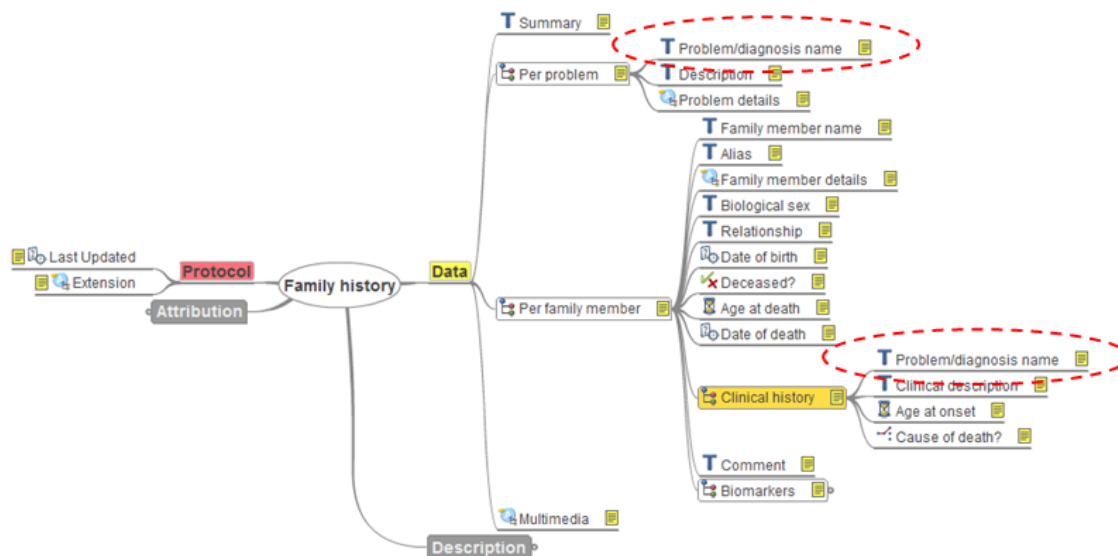 Summary
Problem/diagnosis name
Per problem
Description
Problem details
Family member name
Alias
Family member details
Biological sex
Relationship
Last Updated
Date of birth
Protocol
Data
Extension
Family history
Deceased?
Attribution
Per family member
Age at death
Date of death
Problem/diagnosis name
Clinical description
Clinical history
Age at onset
Cause of death?
Comment
Biomarkers
Multimedia
Description